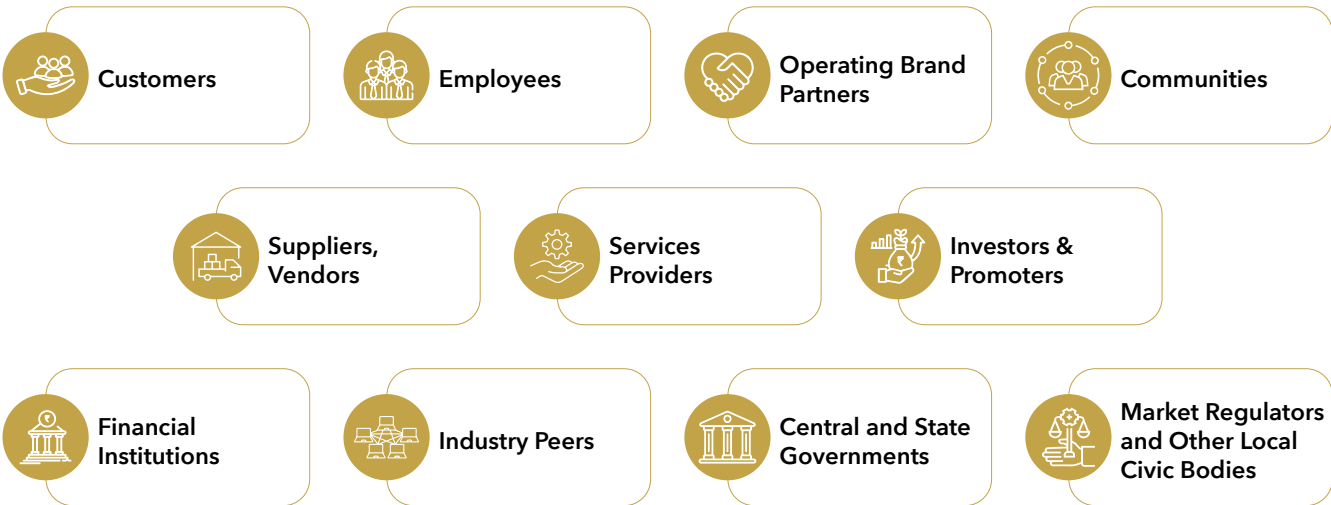 Customers
Employees
Operating Brand
Partners
Communities
Suppliers,
Vendors
Services
Providers
Investors &
Promoters
₹
₹
Financial
Institutions
Industry Peers
Central and State
Governments
Market Regulators
and Other Local
Civic Bodies